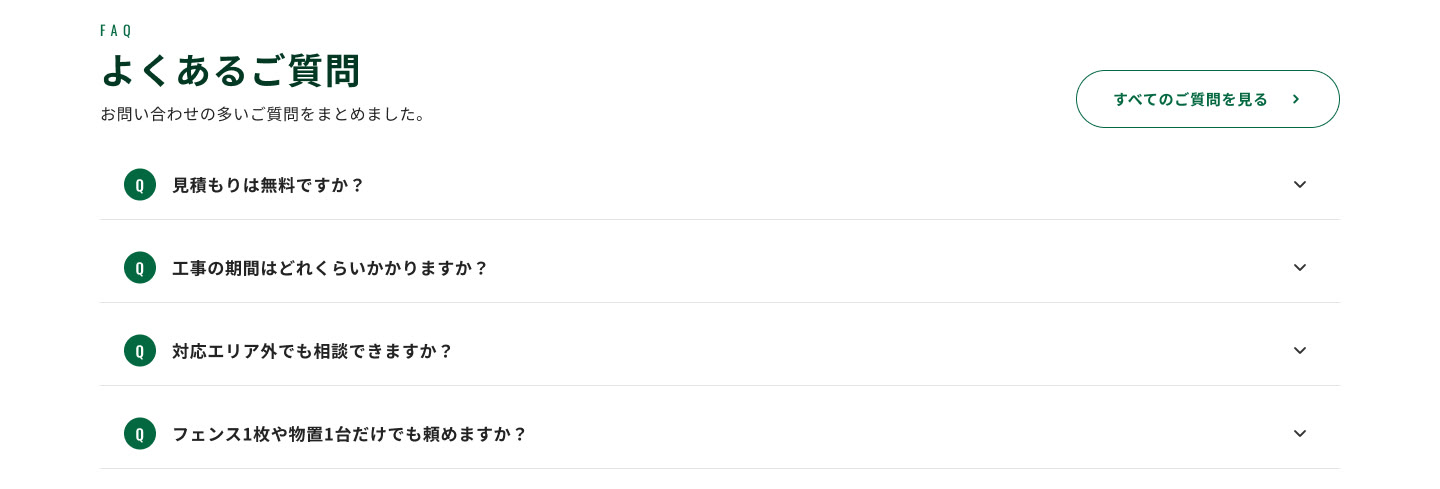 FAQ
よくあるご質問
お問い合わせの多いご質問をまとめました。
すべてのご質問を見る
Q 見積もりは無料ですか？
Q 工事の期間はどれくらいかかりますか？
Q 対応エリア外でも相談できますか？
Q フェンス1枚や物置1台だけでも頼めますか？